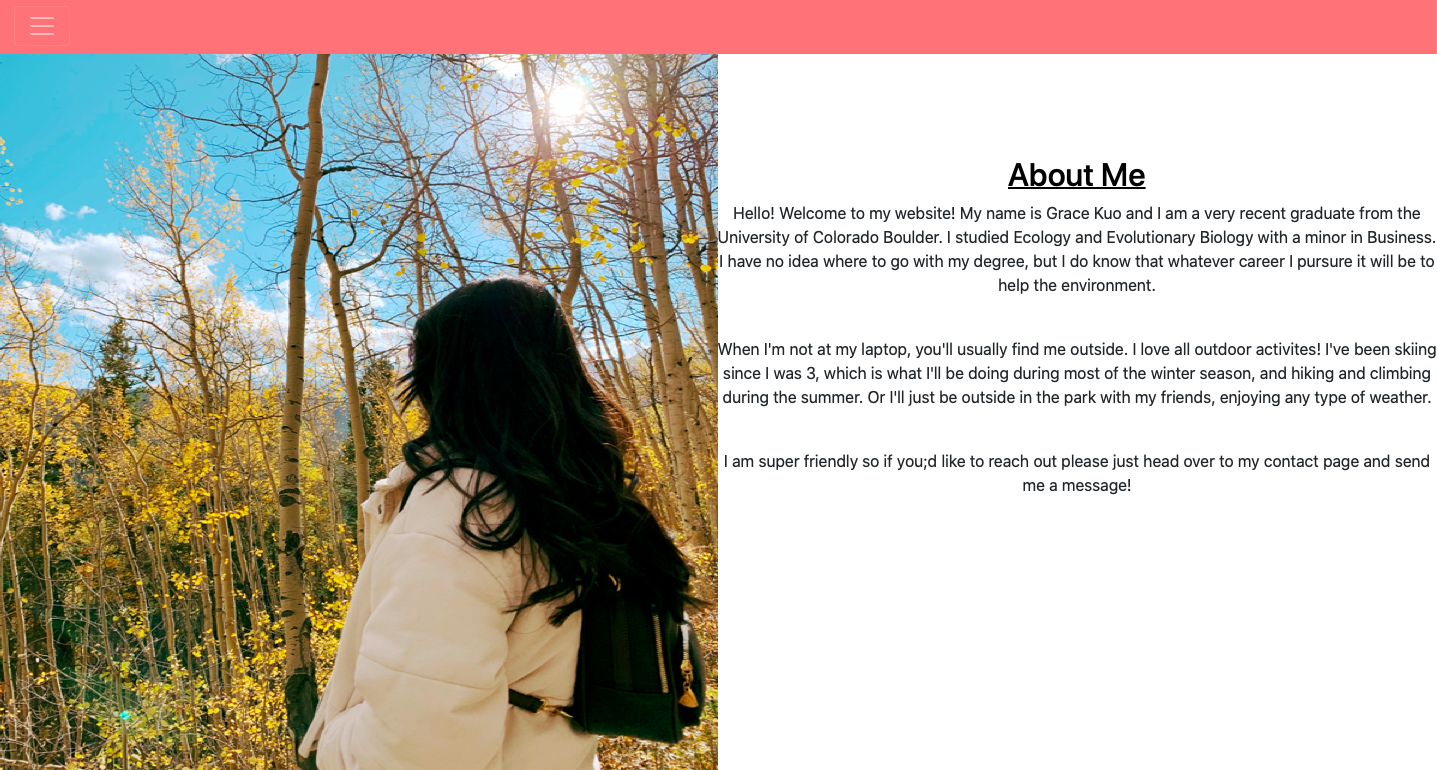 About Me
Hello! Welcome to my website! My name is Grace Kuo and I am a very recent graduate from the
University of Colorado Boulder. I studied Ecology and Evolutionary Biology with a minor in Business.
I have no idea where to go with my degree, but I do know that whatever career I pursure it will be to
help the environment.
When I'm not at my laptop, you'll usually find me outside. I love all outdoor activites! I've been skiing
since I was 3, which is what I'll be doing during most of the winter season, and hiking and climbing
during the summer. Or I'll just be outside in the park with my friends, enjoying any type of weather.
I am super friendly so if you;d like to reach out please just head over to my contact page and send
me a message!